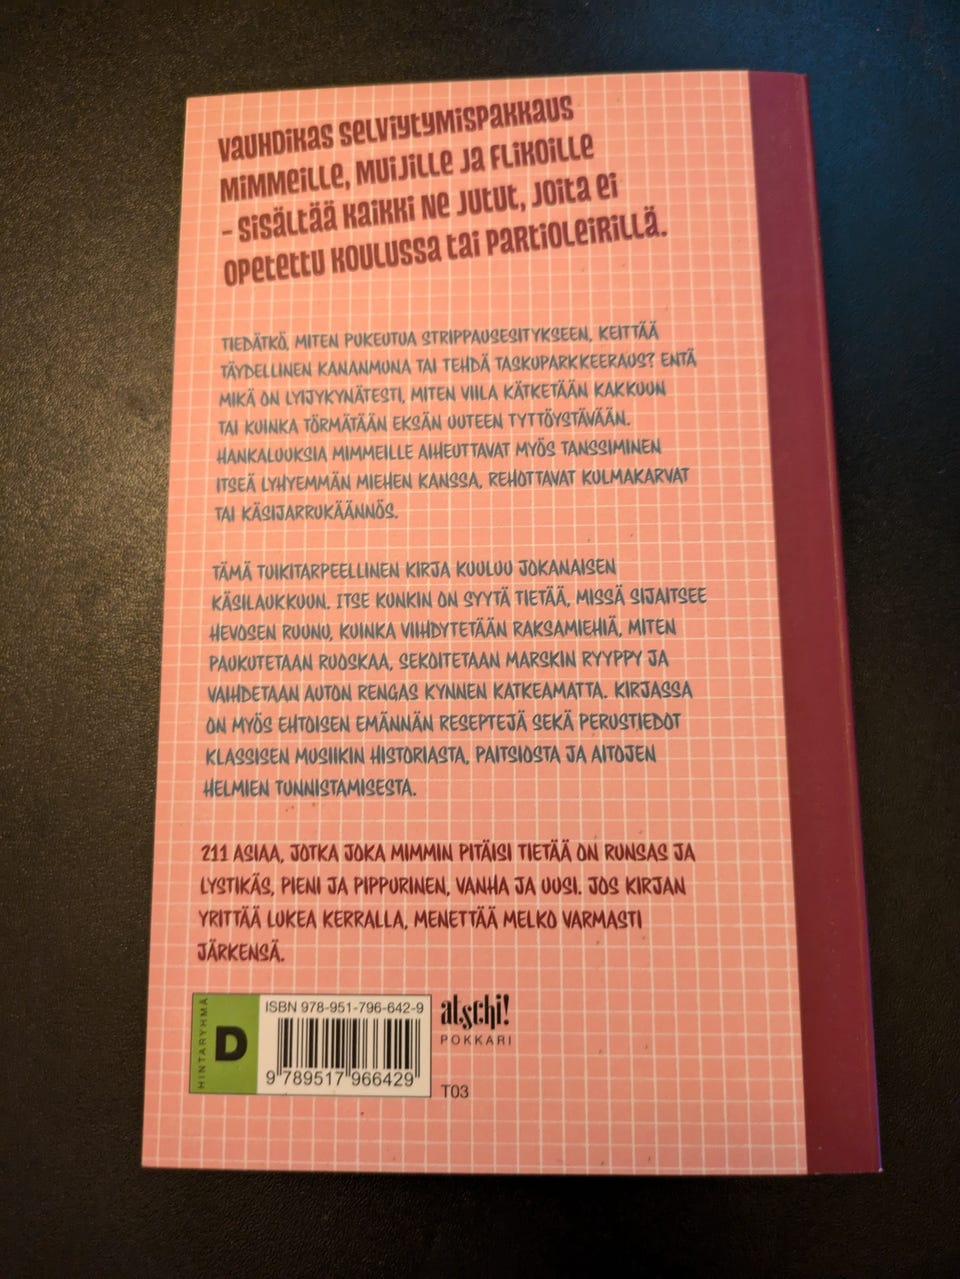 VAUHDIKAS SELVIYTYMISPAKKAUS
MIMMEILLE, MUIJILLE JA FLIKOILLE
– SISÄLTÄÄ KAIKKI NE JUTUT, JOITA EI
OPETETTU KOULUSSA TAI PARTIOLEIRILLÄ.
TIEDÄTKÖ, MITEN PUKEUTUA STRIPPAUSESITYKSEEN, KEITTÄÄ
TÄYDELLINEN KANANMUNA TAI TEHDÄ TASKUPARKKEERAUS? ENTÄ
MIKÄ ON LYIJYKYNÄTESTI, MITEN VIILA KÄTKETÄÄN KAKKUUN
TAI KUINKA TÖRMÄTÄÄN EKSÄN UUTEEN TYTTÖYSTÄVÄÄN.
HANKALUUKSIA MIMMEILLE AIHEUTTAVAT MYÖS TANSSIMINEN
ITSEÄ LYHYEMMÄN MIEHEN KANSSA, REHOTTAVAT KULMAKARVAT
TAI KÄSIJARRUKÄÄNNÖS.
TÄMÄ TUIKITARPEELLINEN KIRJA KUULUU JOKANAISEN
KÄSILAUKKUUN. ITSE KUNKIN ON SYYTÄ TIETÄÄ, MISSÄ SIJAITSEE
HEVOSEN RUUNU, KUINKA VIIHDYTETÄÄN RAKSAMIEHIÄ, MITEN
PAUKUTETAAN RUOSKAA, SEKOITETAAN MARSKIN RYYPPY JA
VAIHDETAAN AUTON RENGAS KYNNEN KATKEAMATTA. KIRJASSA
ON MYÖS EHTOISEN EMÄNNÄN RESEPTEJÄ SEKÄ PERUSTIEDOT
KLASSISEN MUSIIKIN HISTORIASTA, PAITSIOSTA JA AITOJEN
HELMIEN TUNNISTAMISESTA.
211 ASIAA, JOTKA JOKA MIMMIN PITÄISI TIETÄÄ ON RUNSAS JA
LYSTIKÄS, PIENI JA PIPPURINEN, VANHA JA UUSI. JOS KIRJAN
YRITTÄÄ LUKEA KERRALLA, MENETTÄÄ MELKO VARMASTI
JÄRKENSÄ.
HINTARYHMÄ
D
ISBN 978-951-796-642-9
9 789517 966429
atschi!
POKKARI
T03